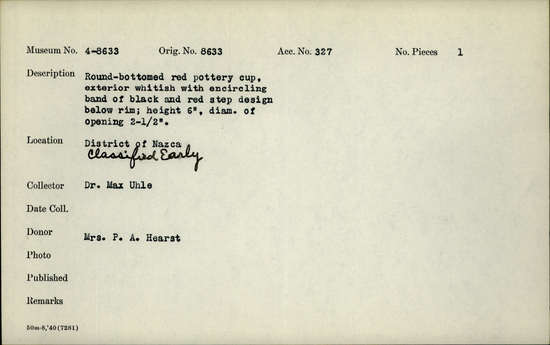 Museum No. 4-8633 Orig. No. 8633 Acc. No. 327 No. Pieces 1
Description Round-bottomed red pottery cup,
exterior whitish with encircling
band of black and red step design
below rim; height 6", diam. of
opening 2-1/2".
Location District of Nazca
Classified Early
Collector Dr. Max Uhle
Date Coll.
Donor Mrs. P. A. Hearst
Photo
Published
Remarks
50m-8,'40(7281)